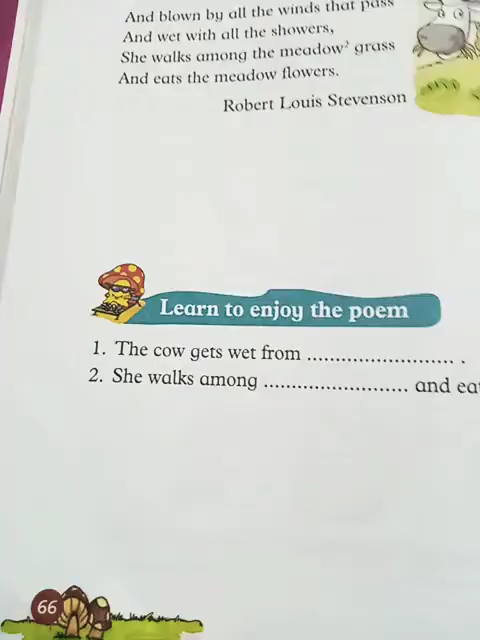 And blown by all the winds that pass
And wet with all the showers,
She walks among the meadow² grass
And eats the meadow flowers.
Robert Louis Stevenson
Learn to enjoy the poem
1. The cow gets wet from ........................ .
2. She walks among ........................ and ea
66